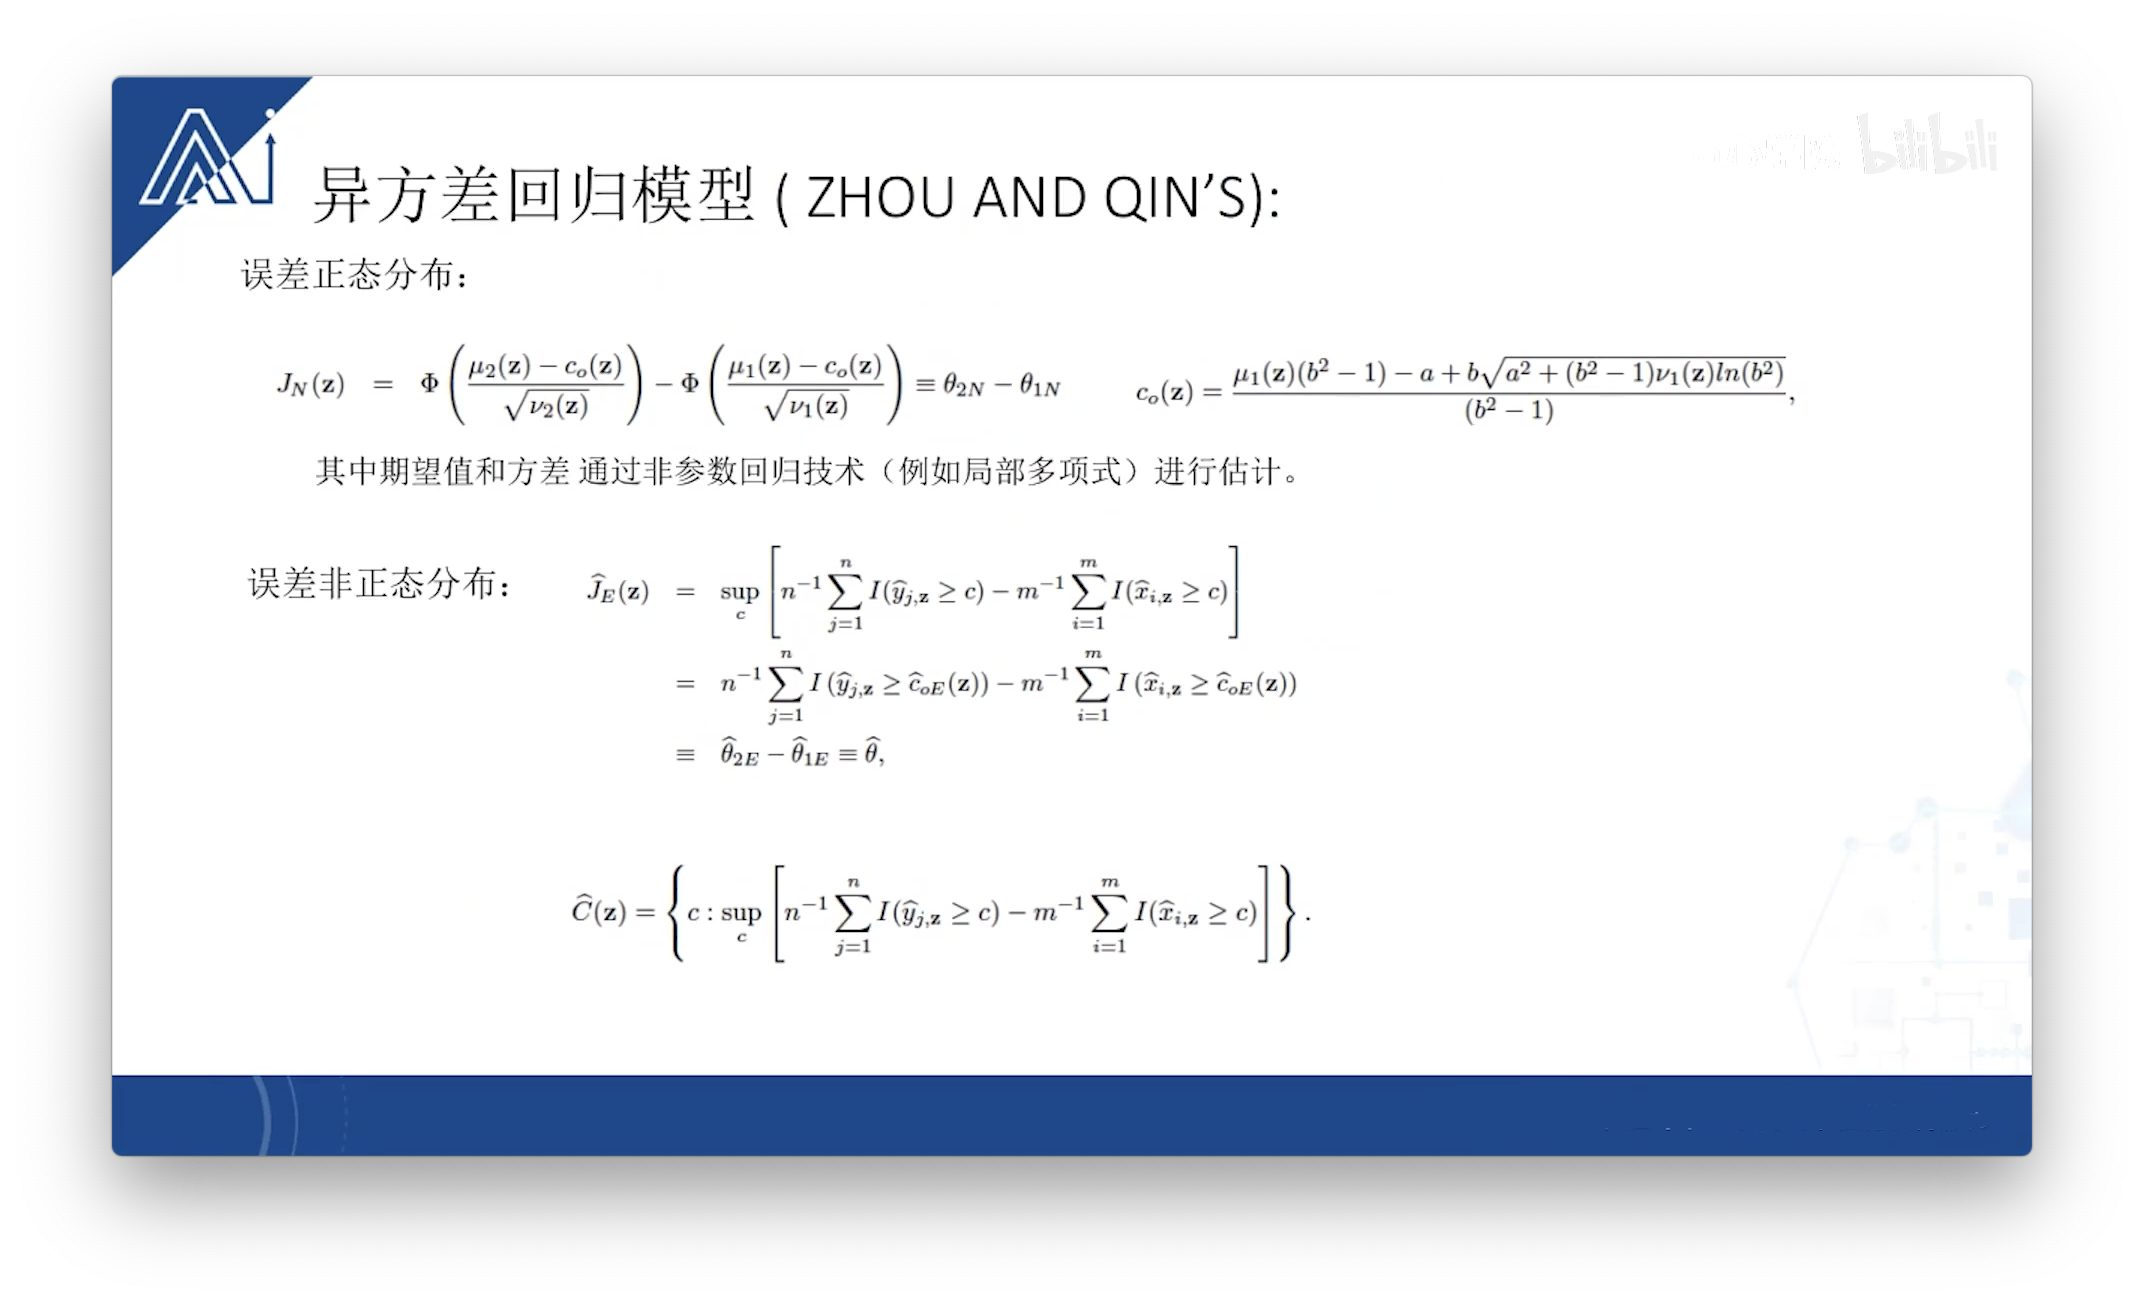 异方差回归模型 ( ZHOU AND QIN’S):
误差正态分布：
$J_N(\mathbf{z}) = \Phi\left(\frac{\mu_2(\mathbf{z}) - c_o(\mathbf{z})}{\sqrt{\nu_2(\mathbf{z})}}\right) - \Phi\left(\frac{\mu_1(\mathbf{z}) - c_o(\mathbf{z})}{\sqrt{\nu_1(\mathbf{z})}}\right) \equiv \theta_{2N} - \theta_{1N}$ $c_o(\mathbf{z}) = \frac{\mu_1(\mathbf{z})(b^2 - 1) - a + b\sqrt{a^2 + (b^2 - 1)\nu_1(\mathbf{z})ln(b^2)}}{(b^2 - 1)},$
其中期望值和方差 通过非参数回归技术（例如局部多项式）进行估计。
误差非正态分布： $\widehat{J}_E(\mathbf{z}) = \sup_c \left[ n^{-1}\sum_{j=1}^{n} I(\widehat{y}_{j,\mathbf{z}} \geq c) - m^{-1}\sum_{i=1}^{m} I(\widehat{x}_{i,\mathbf{z}} \geq c) \right]$
$= n^{-1}\sum_{j=1}^{n} I\left(\widehat{y}_{j,\mathbf{z}} \geq \widehat{c}_{oE}(\mathbf{z})\right) - m^{-1}\sum_{i=1}^{m} I\left(\widehat{x}_{i,\mathbf{z}} \geq \widehat{c}_{oE}(\mathbf{z})\right)$
$\equiv \widehat{\theta}_{2E} - \widehat{\theta}_{1E} \equiv \widehat{\theta},$
$\widehat{C}(\mathbf{z}) = \left\{ c : \sup_c \left[ n^{-1}\sum_{j=1}^{n} I(\widehat{y}_{j,\mathbf{z}} \geq c) - m^{-1}\sum_{i=1}^{m} I(\widehat{x}_{i,\mathbf{z}} \geq c) \right] \right\}.$
bilibili